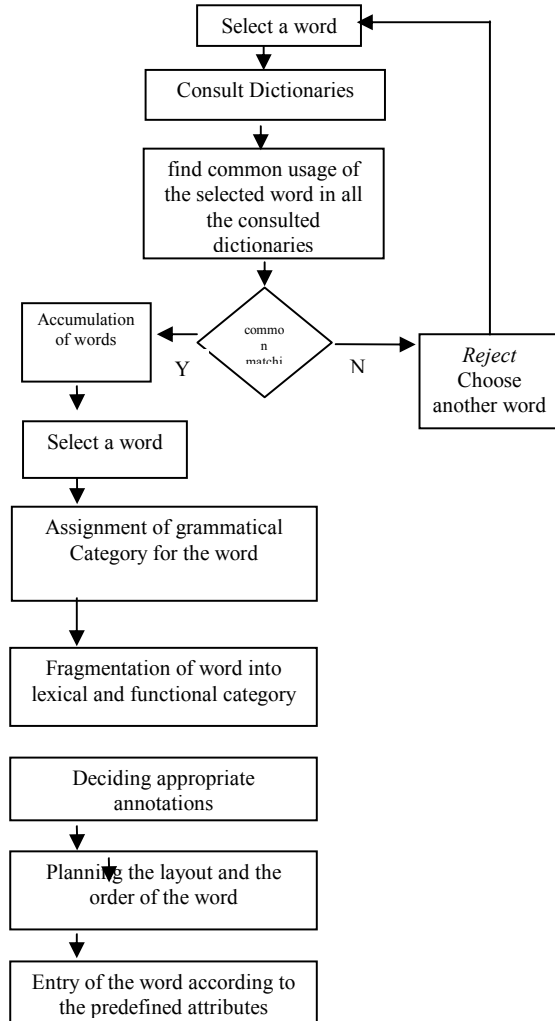 Select a word
Consult Dictionaries
find common usage of
the selected word in all
the consulted
dictionaries
commo
n
matchi
Y
N
Accumulation
of words
Reject
Choose
another word
Select a word
Assignment of grammatical
Category for the word
Fragmentation of word into
lexical and functional category
Deciding appropriate
annotations
Planning the layout and the
order of the word
Entry of the word according to
the predefined attributes